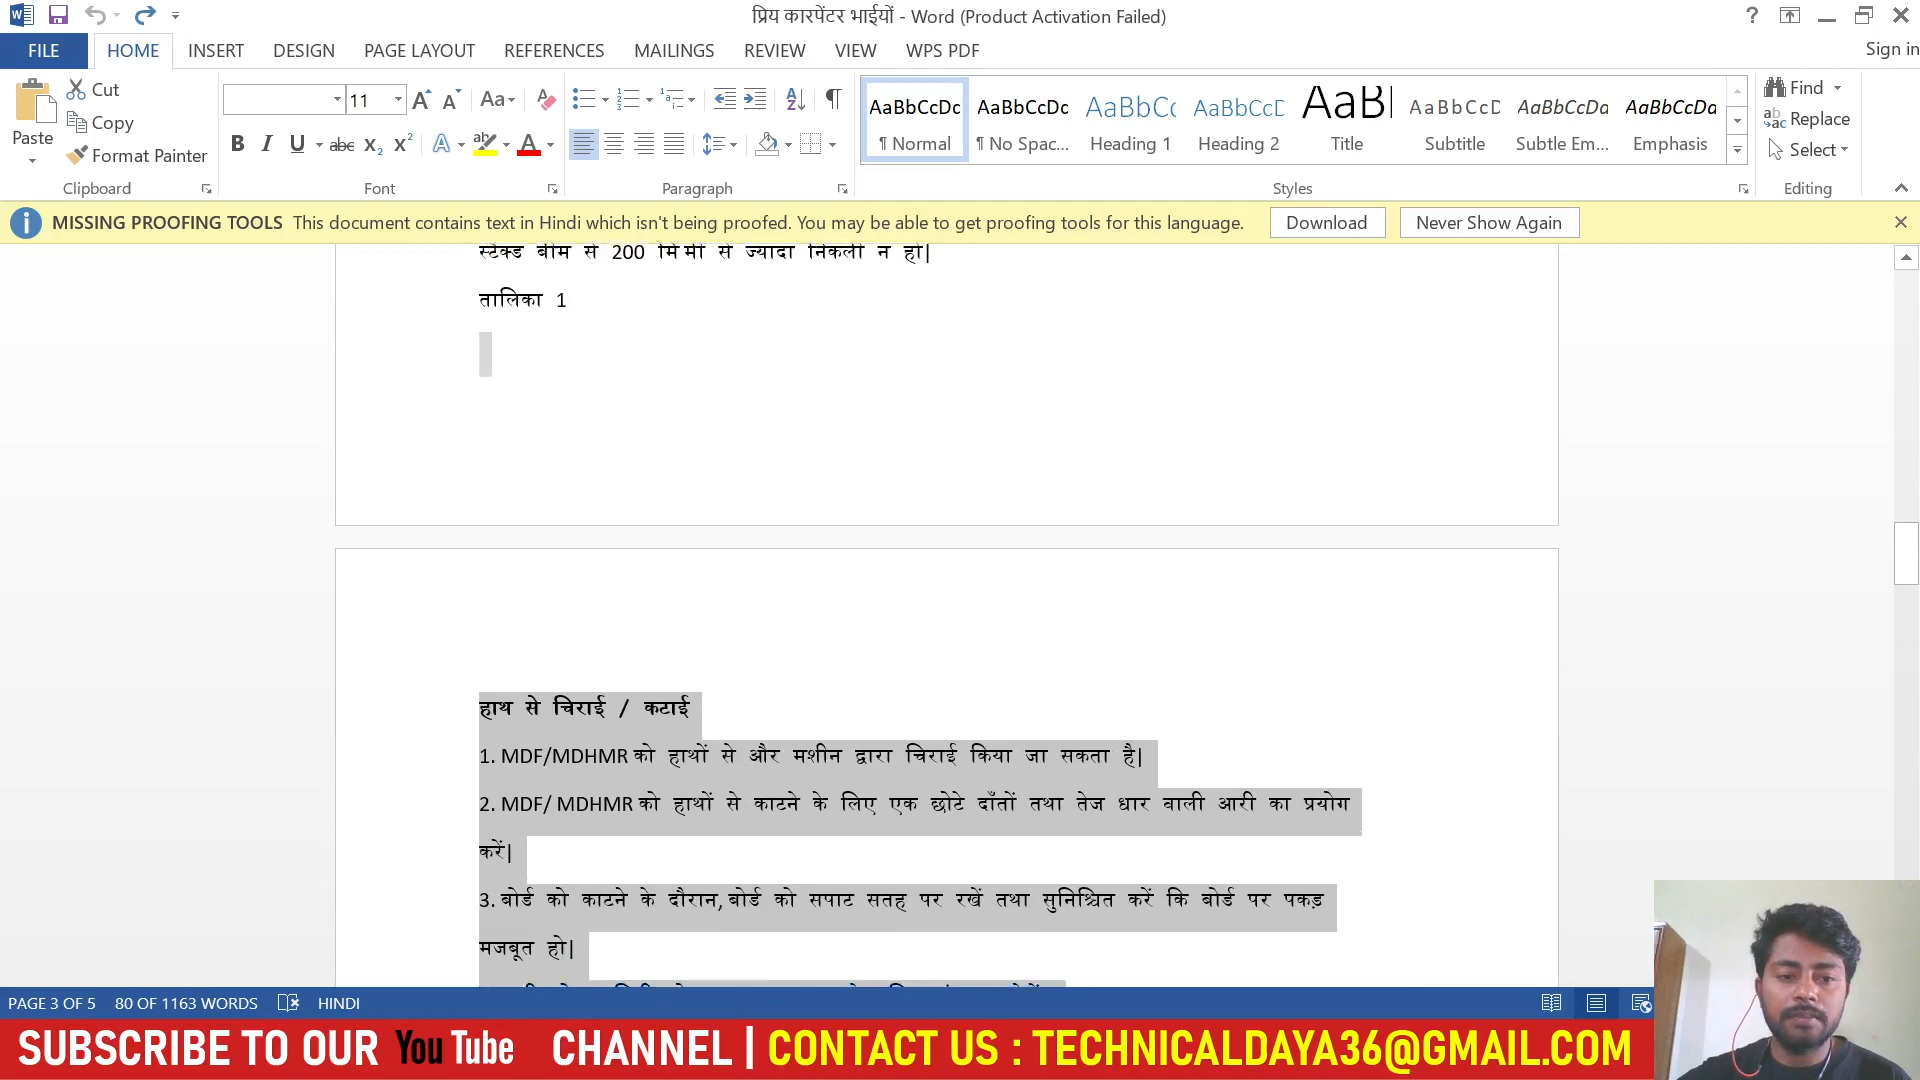 प्रिय कारपेंटर भाईयों - Word (Product Activation Failed)
FILE HOME INSERT DESIGN PAGE LAYOUT REFERENCES MAILINGS REVIEW VIEW WPS PDF Sign in
Paste
Cut
Copy
Format Painter
Clipboard
11
Font
Paragraph
AaBbCcDc AaBbCcDc AaBbCc AaBbCcD AaB AaBbCcD AaBbCcDa AaBbCcDa
¶ Normal ¶ No Spac... Heading 1 Heading 2 Title Subtitle Subtle Em... Emphasis
Styles
Find
Replace
Select
Editing
MISSING PROOFING TOOLS This document contains text in Hindi which isn't being proofed. You may be able to get proofing tools for this language. Download Never Show Again
स्टैक्ड बीम से 200 मि मी से ज्यादा निकली न हो|
तालिका 1
हाथ से चिराई / कटाई
1. MDF/MDHMR को हाथों से और मशीन द्वारा चिराई किया जा सकता है|
2. MDF/ MDHMR को हाथों से काटने के लिए एक छोटे दाँतों तथा तेज धार वाली आरी का प्रयोग
करें|
3. बोर्ड को काटने के दौरान, बोर्ड को सपाट सतह पर रखें तथा सुनिश्चित करें कि बोर्ड पर पकड़
मजबूत हो|
PAGE 3 OF 5 80 OF 1163 WORDS HINDI
SUBSCRIBE TO OUR YouTube CHANNEL | CONTACT US : TECHNICALDAYA36@GMAIL.COM